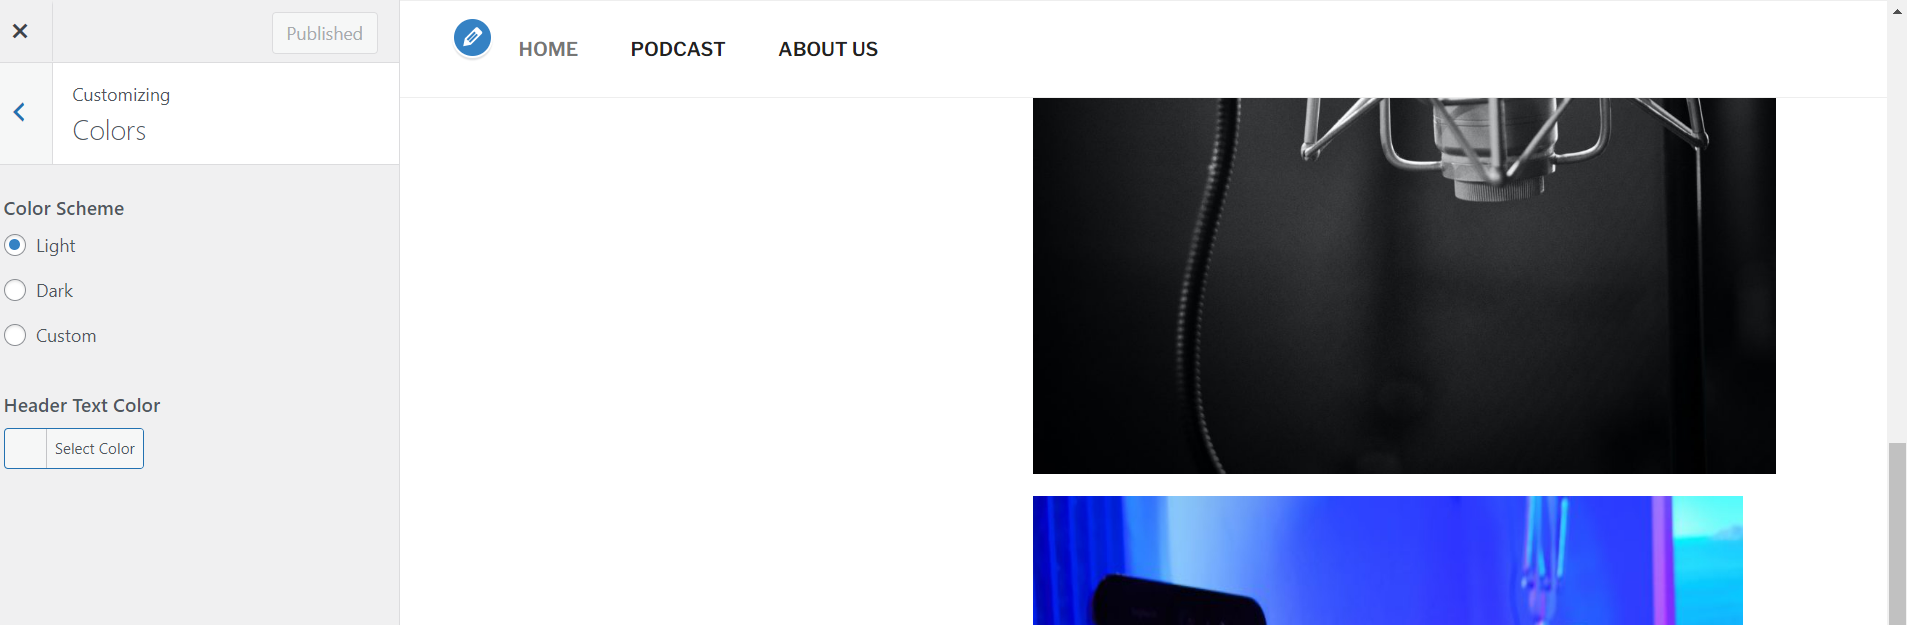 Published
Customizing
Colors
Color Scheme
Light
Dark
Custom
Header Text Color
Select Color
HOME PODCAST ABOUT US